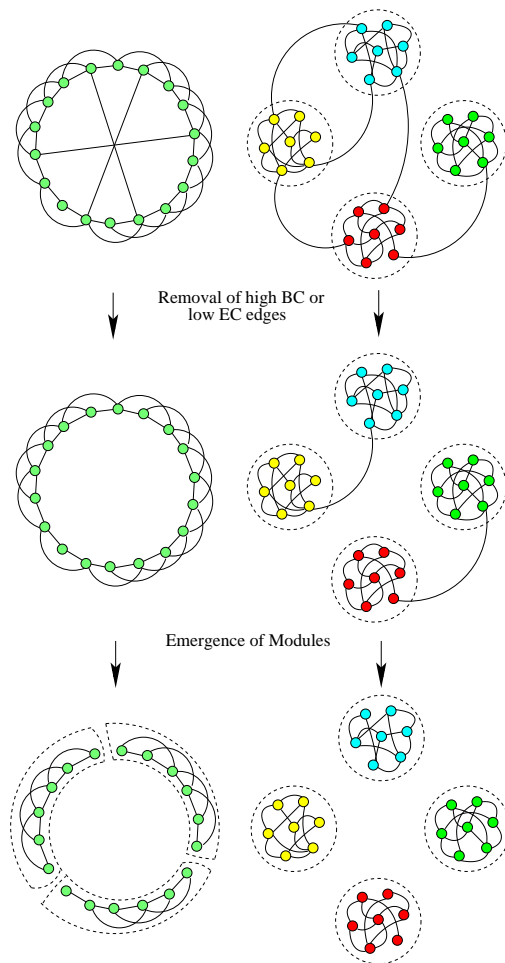 Removal of high BC or
low EC edges
Emergence of Modules